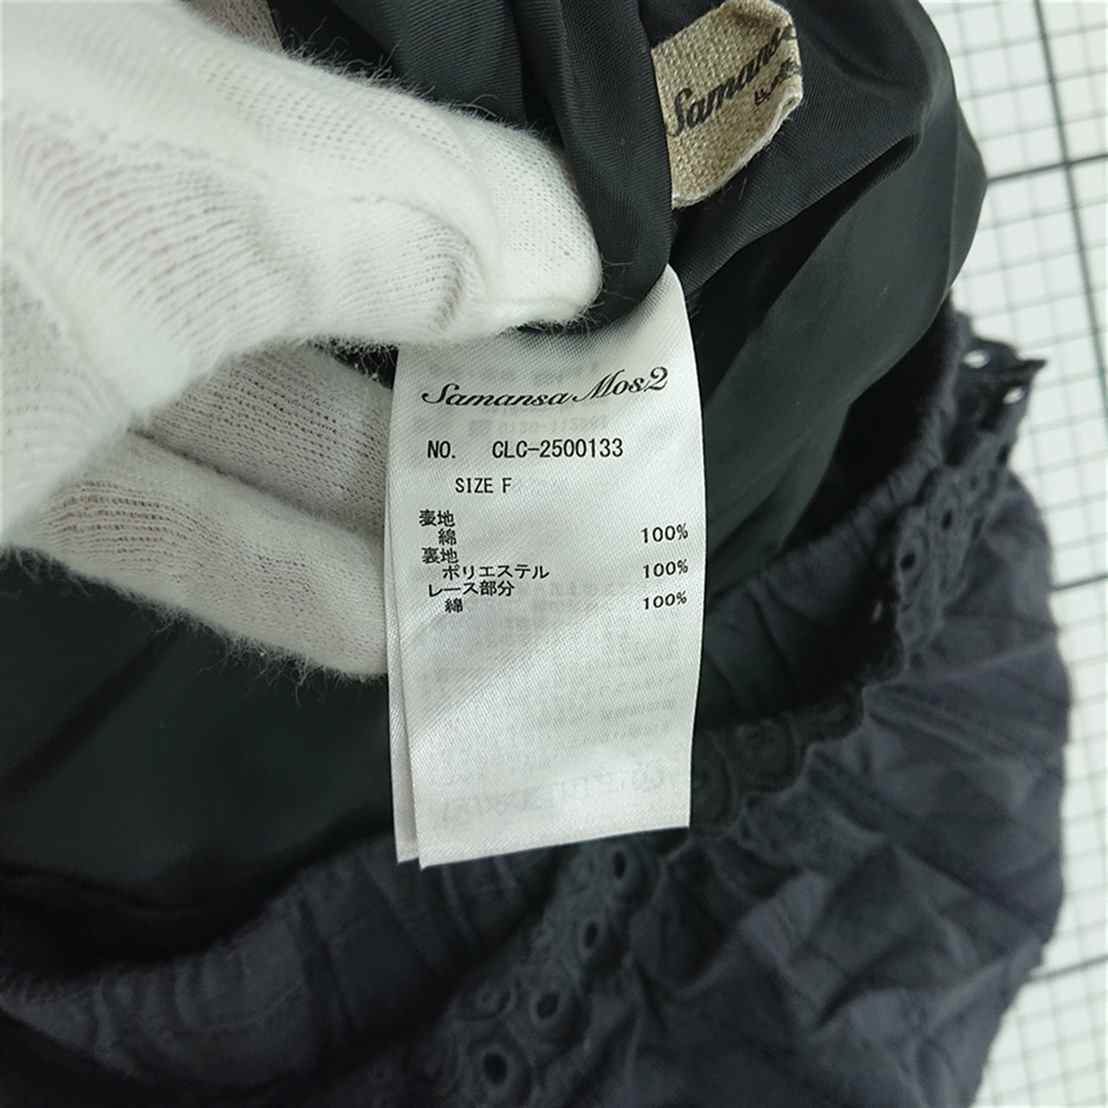 Samansa
Samansa Mos2
NO. CLC-2500133
SIZE F
表地
綿 100%
裏地
ポリエステル 100%
レース部分
綿 100%